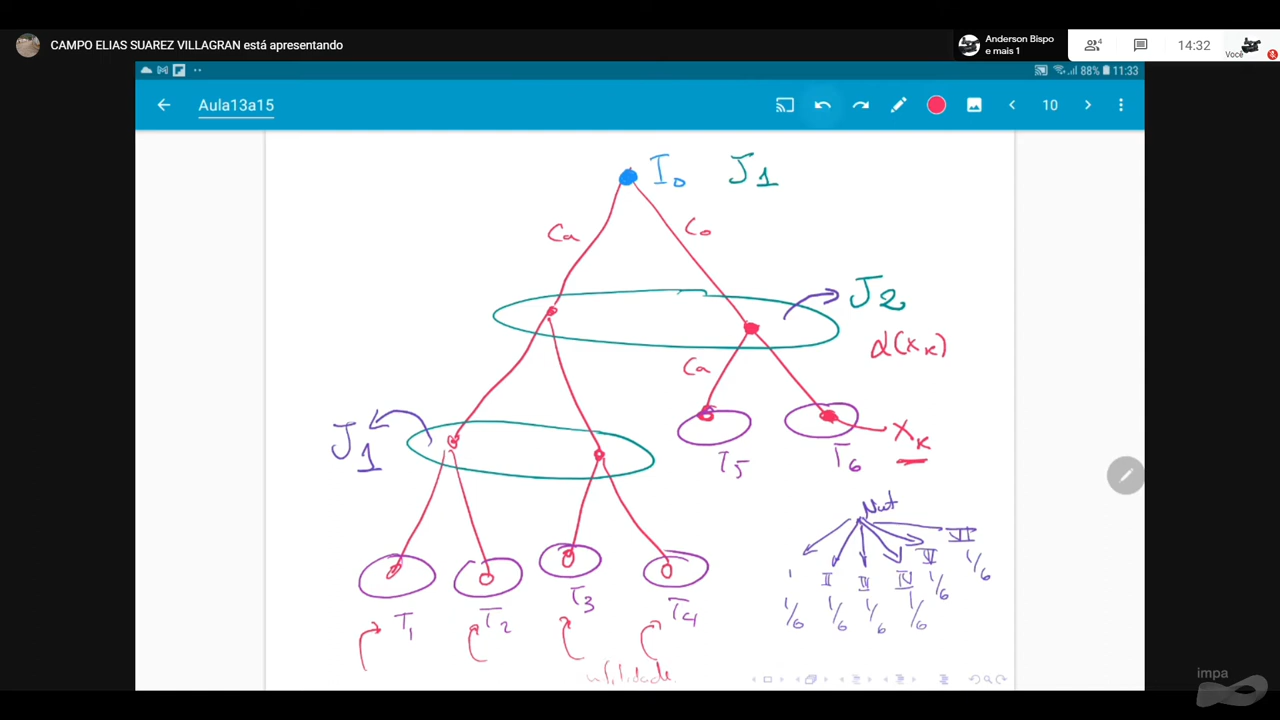 CAMPO ELIAS SUAREZ VILLAGRAN está apresentando
Anderson Bispo
e mais 1
4
14:32
Você
88% 11:33
Aula13a15
10
I0 J1
Ca Co
J2
α(xK)
Ca
J1
xK
T5 T6
Nat
I II III IV V VI
1/6 1/6 1/6 1/6 1/6 1/6
T1 T2 T3 T4
utilidade
impa